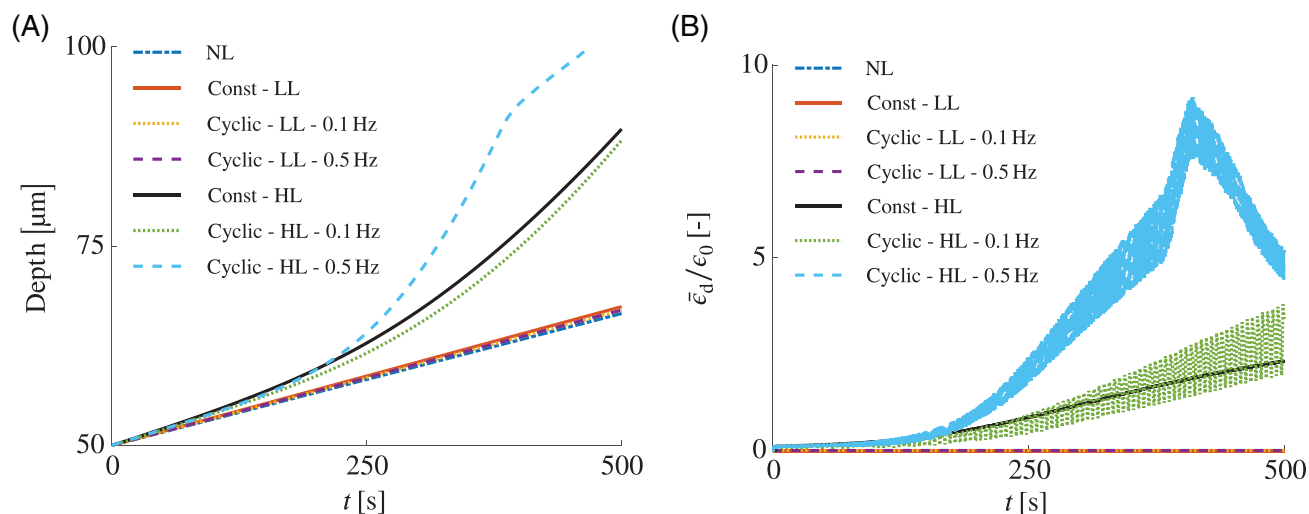 (A)
100
75
50
Depth [µm]
NL
Const - LL
Cyclic - LL - 0.1 Hz
Cyclic - LL - 0.5 Hz
Const - HL
Cyclic - HL - 0.1 Hz
Cyclic - HL - 0.5 Hz
0
250
500
t [s]
(B)
10
5
0
ϵ̄d/ϵ0 [-]
NL
Const - LL
Cyclic - LL - 0.1 Hz
Cyclic - LL - 0.5 Hz
Const - HL
Cyclic - HL - 0.1 Hz
Cyclic - HL - 0.5 Hz
0
250
500
t [s]